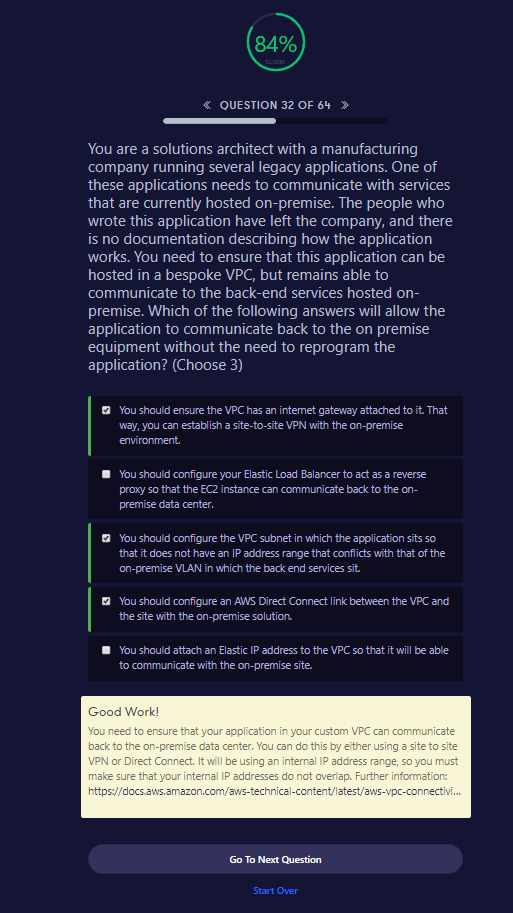 84%
SCORE
QUESTION 32 OF 64
You are a solutions architect with a manufacturing
company running several legacy applications. One of
these applications needs to communicate with services
that are currently hosted on-premise. The people who
wrote this application have left the company, and there
is no documentation describing how the application
works. You need to ensure that this application can be
hosted in a bespoke VPC, but remains able to
communicate to the back-end services hosted on-
premise. Which of the following answers will allow the
application to communicate back to the on premise
equipment without the need to reprogram the
application? (Choose 3)
You should ensure the VPC has an internet gateway attached to it. That
way, you can establish a site-to-site VPN with the on-premise
environment.
You should configure your Elastic Load Balancer to act as a reverse
proxy so that the EC2 instance can communicate back to the on-
premise data center.
You should configure the VPC subnet in which the application sits so
that it does not have an IP address range that conflicts with that of the
on-premise VLAN in which the back end services sit.
You should configure an AWS Direct Connect link between the VPC and
the site with the on-premise solution.
You should attach an Elastic IP address to the VPC so that it will be able
to communicate with the on-premise site.
Good Work!
You need to ensure that your application in your custom VPC can communicate
back to the on-premise data center. You can do this by either using a site to site
VPN or Direct Connect. It will be using an internal IP address range, so you must
make sure that your internal IP addresses do not overlap. Further information:
https://docs.aws.amazon.com/aws-technical-content/latest/aws-vpc-connectivi...
Go To Next Question
Start Over